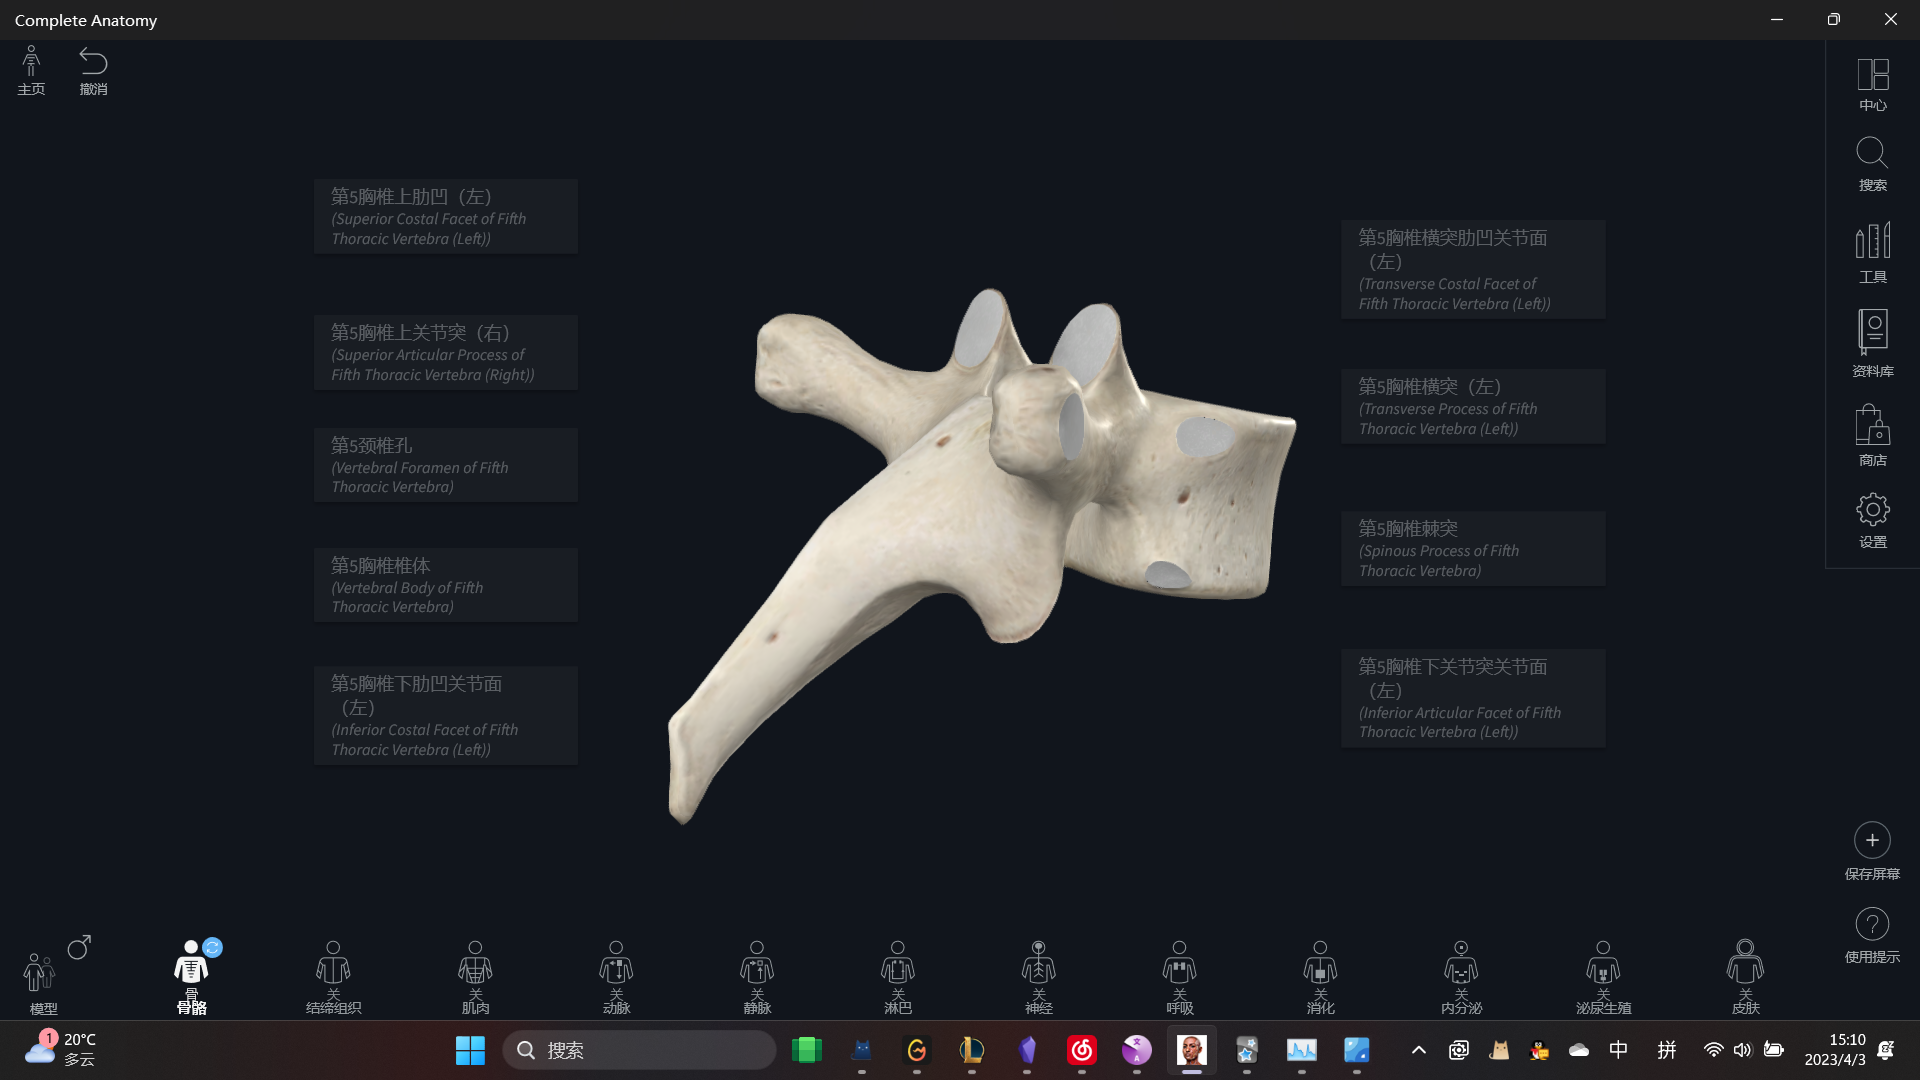 Complete Anatomy
主页
撤消
第5胸椎上肋凹（左）
(Superior Costal Facet of Fifth
Thoracic Vertebra (Left))
第5胸椎上关节突（右）
(Superior Articular Process of
Fifth Thoracic Vertebra (Right))
第5颈椎孔
(Vertebral Foramen of Fifth
Thoracic Vertebra)
第5胸椎椎体
(Vertebral Body of Fifth
Thoracic Vertebra)
第5胸椎下肋凹关节面
（左）
(Inferior Costal Facet of Fifth
Thoracic Vertebra (Left))
第5胸椎横突肋凹关节面
（左）
(Transverse Costal Facet of
Fifth Thoracic Vertebra (Left))
第5胸椎横突（左）
(Transverse Process of Fifth
Thoracic Vertebra (Left))
第5胸椎棘突
(Spinous Process of Fifth
Thoracic Vertebra)
第5胸椎下关节突关节面
（左）
(Inferior Articular Facet of Fifth
Thoracic Vertebra (Left))
中心
搜索
工具
资料库
商店
设置
保存屏幕
使用提示
模型
骨
骨骼
关
结缔组织
关
肌肉
关
动脉
关
静脉
关
淋巴
关
神经
关
呼吸
关
消化
关
内分泌
关
泌尿生殖
关
皮肤
1
20°C
多云
搜索
中
拼
15:10
2023/4/3